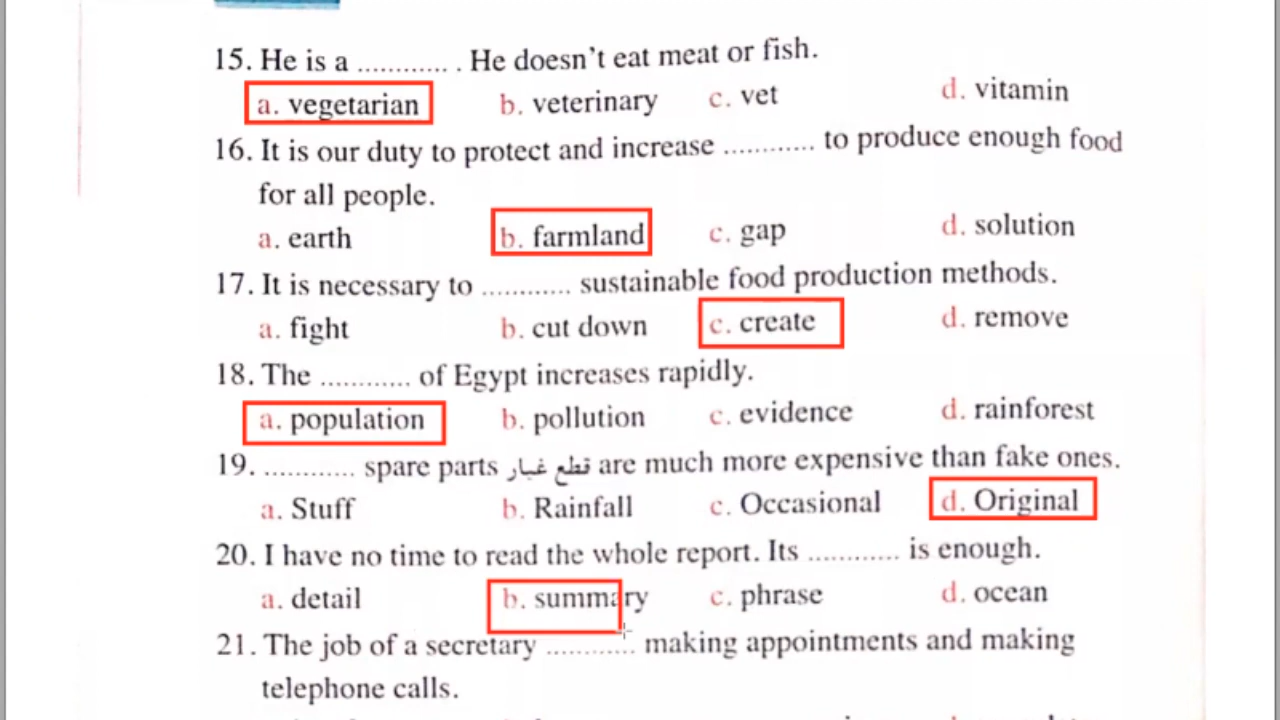 15. He is a ............ . He doesn't eat meat or fish.
a. vegetarian b. veterinary c. vet d. vitamin
16. It is our duty to protect and increase ............ to produce enough food
for all people.
a. earth b. farmland c. gap d. solution
17. It is necessary to ............ sustainable food production methods.
a. fight b. cut down c. create d. remove
18. The ............ of Egypt increases rapidly.
a. population b. pollution c. evidence d. rainforest
19. ............ spare parts قطع غيار are much more expensive than fake ones.
a. Stuff b. Rainfall c. Occasional d. Original
20. I have no time to read the whole report. Its ............ is enough.
a. detail b. summary c. phrase d. ocean
21. The job of a secretary ............ making appointments and making
telephone calls.